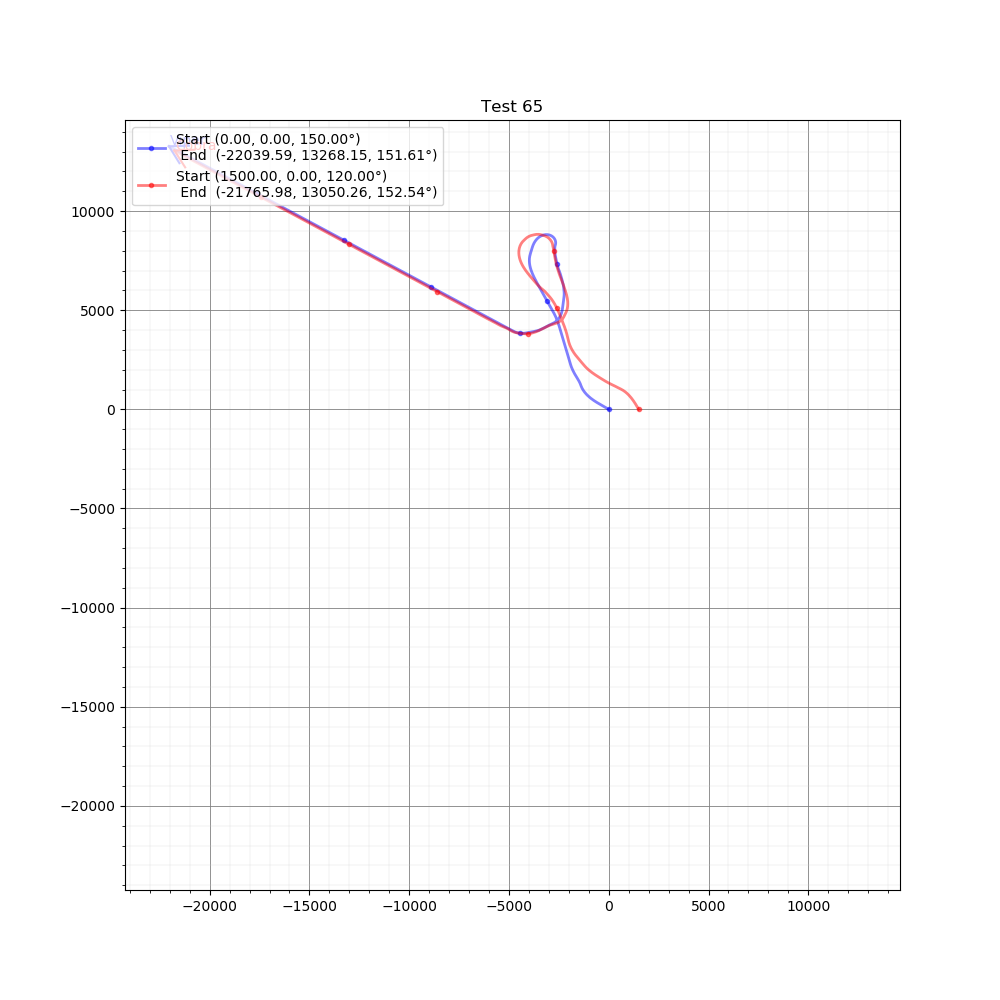 Test 65
Start (0.00, 0.00, 150.00°)
End (-22039.59, 13268.15, 151.61°)
Start (1500.00, 0.00, 120.00°)
End (-21765.98, 13050.26, 152.54°)
10000
5000
0
−5000
−10000
−15000
−20000
−20000 −15000 −10000 −5000 0 5000 10000